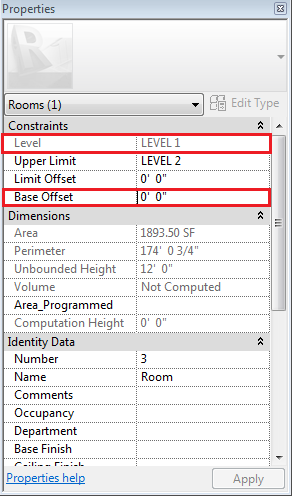 Properties
Rooms (1) Edit Type
Constraints
Level LEVEL 1
Upper Limit LEVEL 2
Limit Offset 0' 0"
Base Offset 0' 0"
Dimensions
Area 1893.50 SF
Perimeter 174' 0 3/4"
Unbounded Height 12' 0"
Volume Not Computed
Area_Programmed
Computation Height 0' 0"
Identity Data
Number 3
Name Room
Comments
Occupancy
Department
Base Finish
Ceiling Finish
Properties help Apply